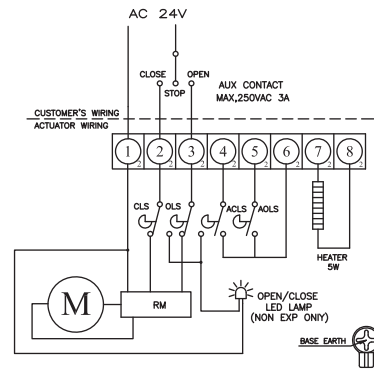 AC 24V
CLOSE OPEN
STOP
AUX CONTACT
MAX,250VAC 3A
CUSTOMER'S WIRING
ACTUATOR WIRING
1 2 3 4 5 6 7 8
2 2 2 2 2 2 2 2
CLS OLS ACLS AOLS
HEATER
5W
M
RM
OPEN/CLOSE
LED LAMP
(NON EXP ONlY)
BASE EARTH